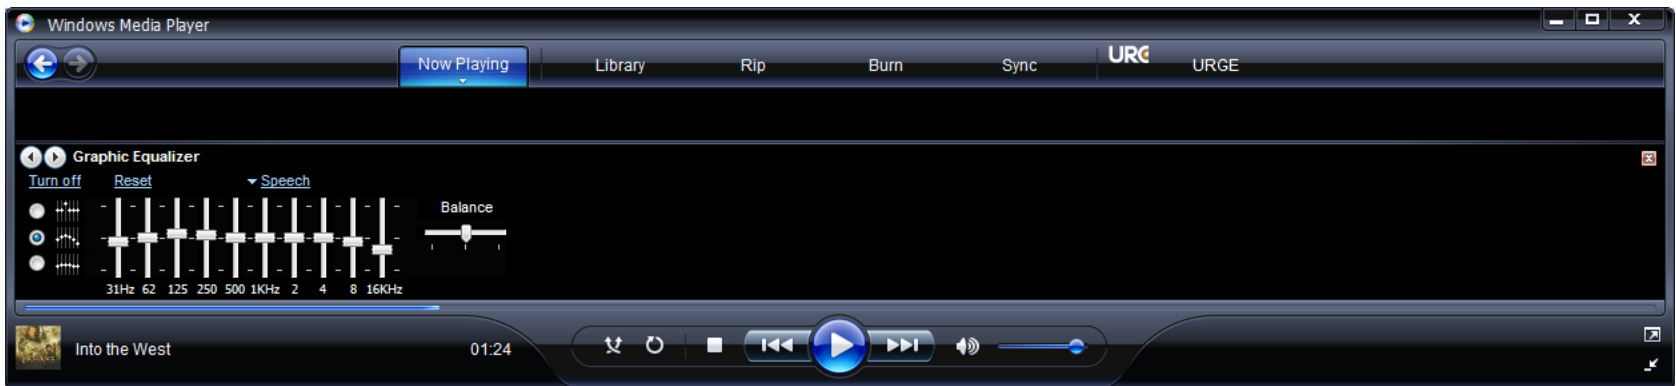 Windows Media Player
Now Playing Library Rip Burn Sync URGE URGE
Graphic Equalizer
Turn off Reset Speech
Balance
31Hz 62 125 250 500 1KHz 2 4 8 16KHz
Into the West 01:24